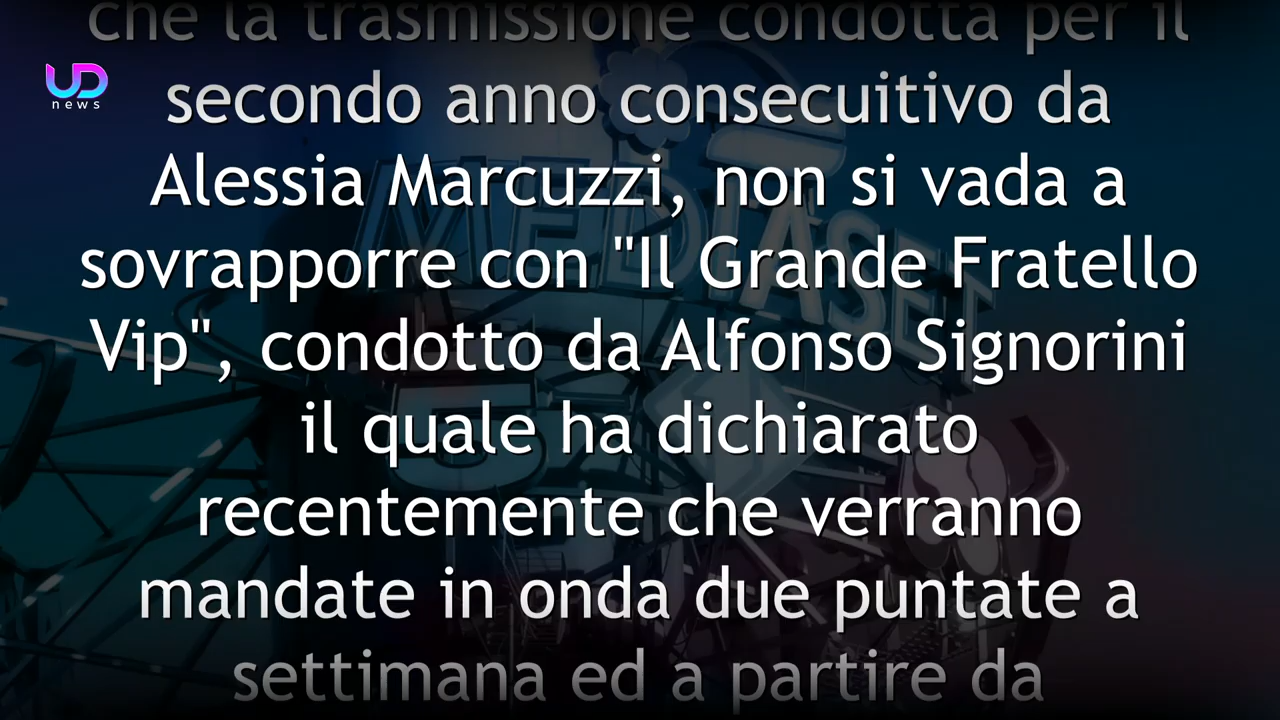 che la trasmissione condotta per il
UD
news
secondo anno consecuitivo da
Alessia Marcuzzi, non si vada a
sovrapporre con "Il Grande Fratello
Vip", condotto da Alfonso Signorini
il quale ha dichiarato
recentemente che verranno
mandate in onda due puntate a
settimana ed a partire da
MEDIASET
5